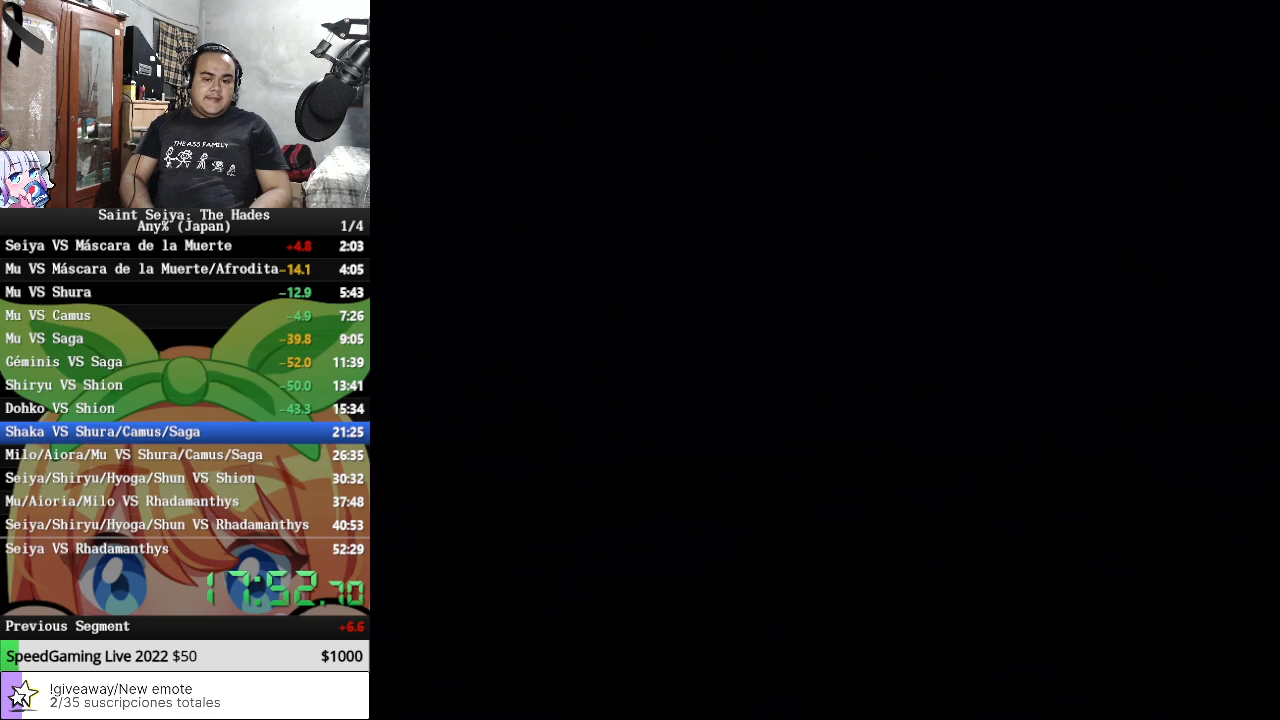 THE ASS FAMILY
Saint Seiya: The Hades
Any% (Japan) 1/4
Seiya VS Máscara de la Muerte +4.8 2:03
Mu VS Máscara de la Muerte/Afrodita -14.1 4:05
Mu VS Shura -12.9 5:43
Mu VS Camus -4.9 7:26
Mu VS Saga -39.8 9:05
Géminis VS Saga -52.0 11:39
Shiryu VS Shion -50.0 13:41
Dohko VS Shion -43.3 15:34
Shaka VS Shura/Camus/Saga 21:25
Milo/Aiora/Mu VS Shura/Camus/Saga 26:35
Seiya/Shiryu/Hyoga/Shun VS Shion 30:32
Mu/Aioria/Milo VS Rhadamanthys 37:48
Seiya/Shiryu/Hyoga/Shun VS Rhadamanthys 40:53
Seiya VS Rhadamanthys 52:29
17:52.70
Previous Segment +6.6
SpeedGaming Live 2022 $50 $1000
!giveaway/New emote
2/35 suscripciones totales